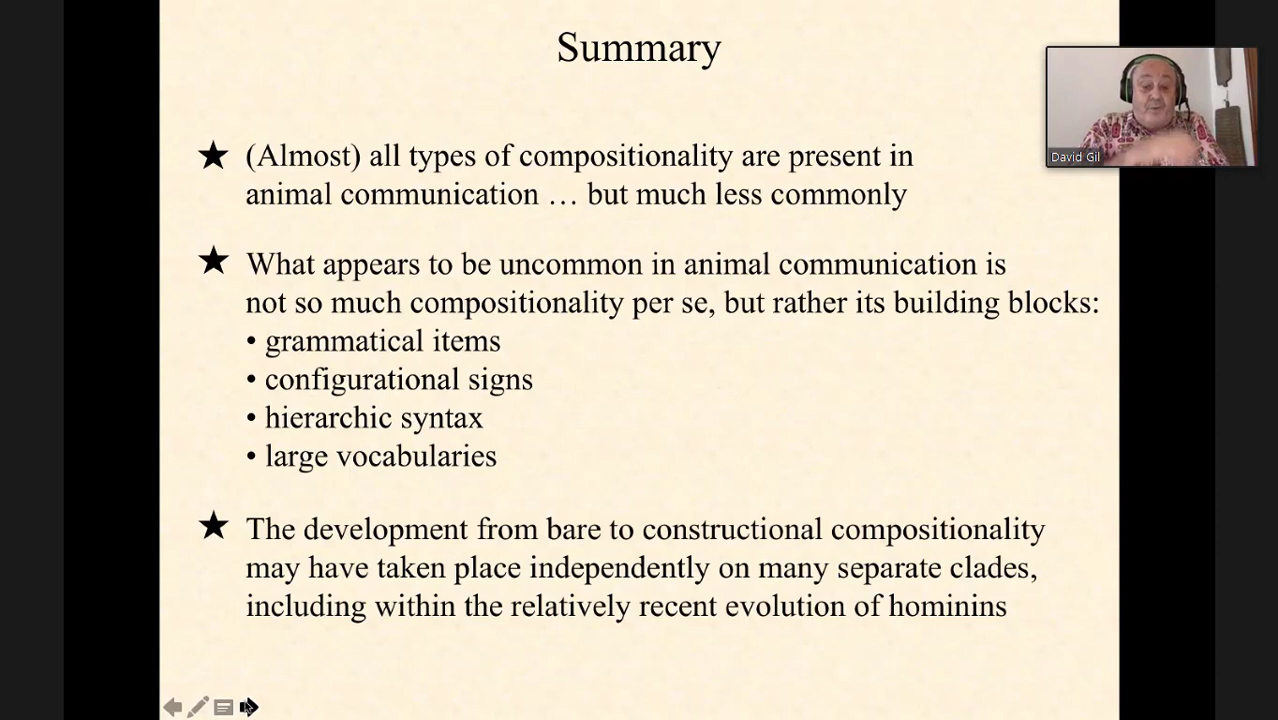 Summary
★ (Almost) all types of compositionality are present in
animal communication … but much less commonly
★ What appears to be uncommon in animal communication is
not so much compositionality per se, but rather its building blocks:
• grammatical items
• configurational signs
• hierarchic syntax
• large vocabularies
★ The development from bare to constructional compositionality
may have taken place independently on many separate clades,
including within the relatively recent evolution of hominins
David Gil